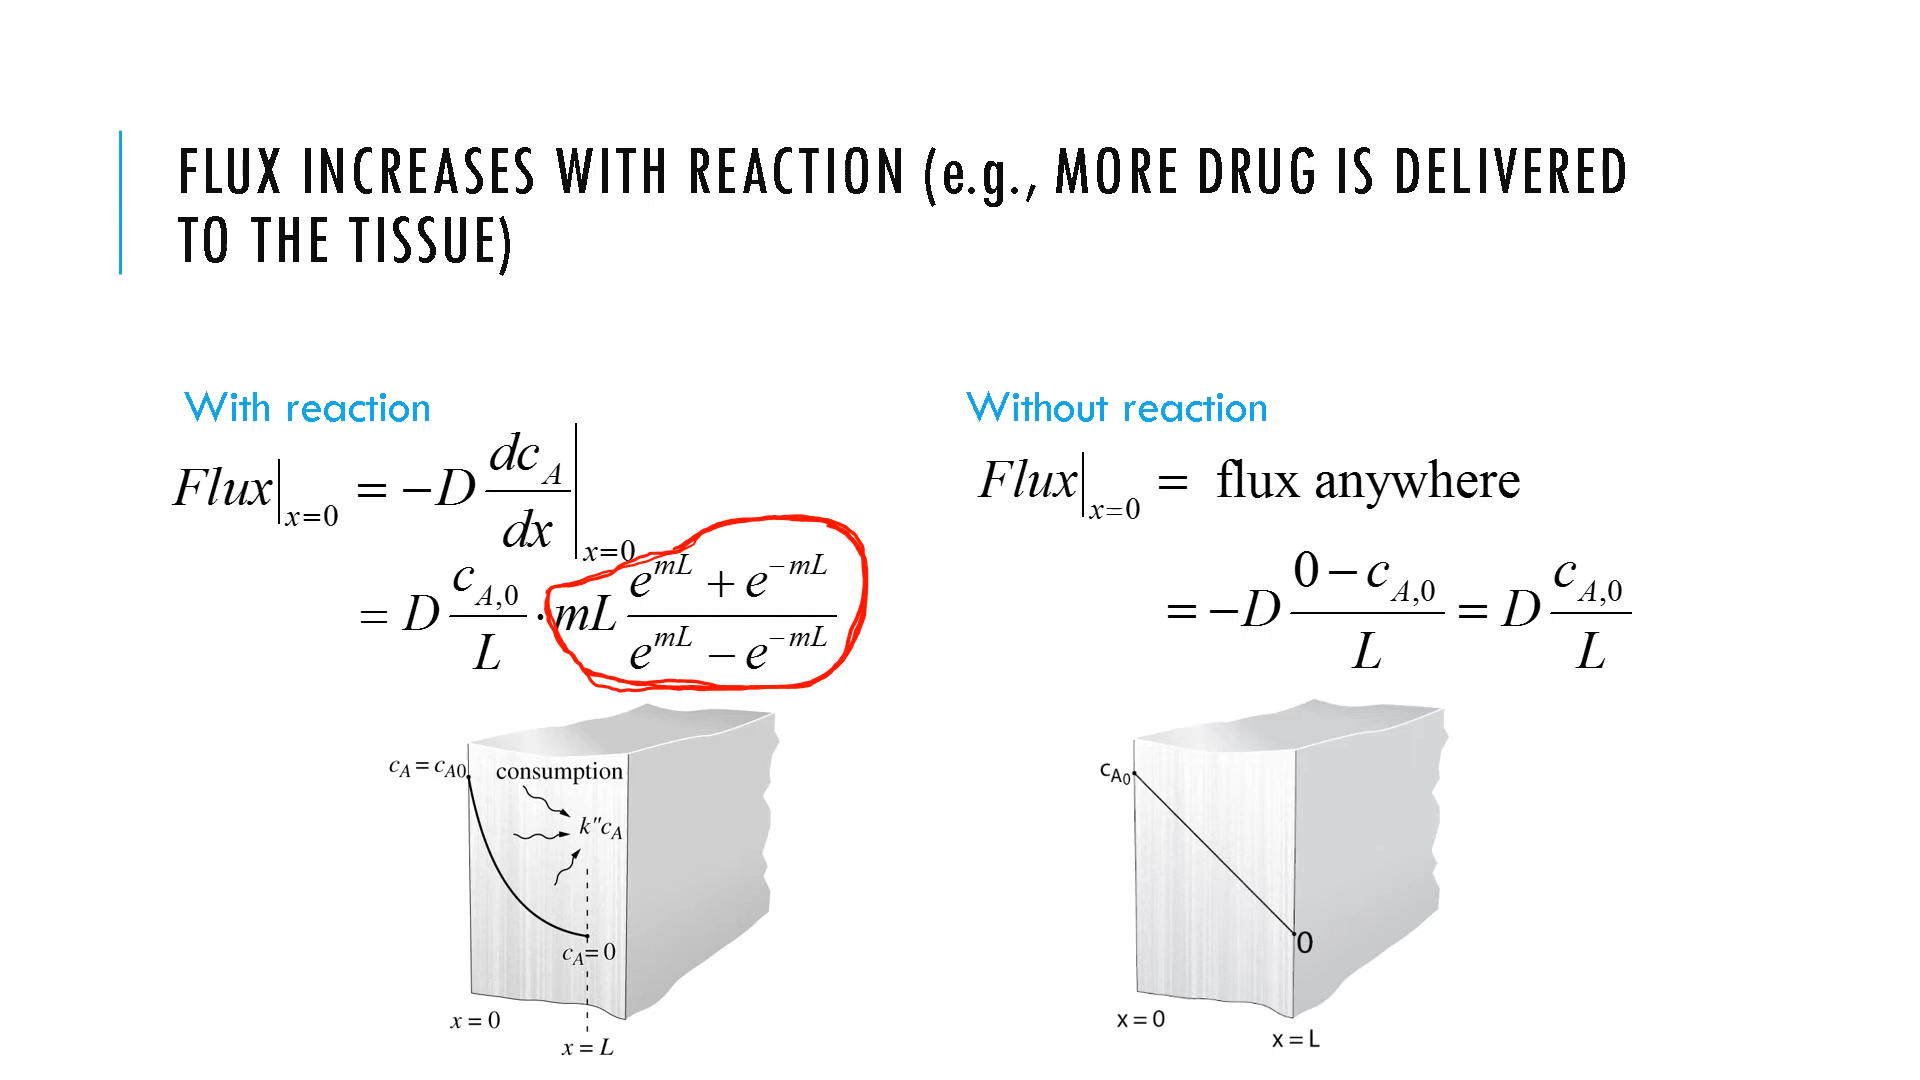 FLUX INCREASES WITH REACTION (e.g., MORE DRUG IS DELIVERED
TO THE TISSUE)
With reaction
Flux|x=0 = −D dcA/dx|x=0
= D cA,0/L · mL (e^mL + e^−mL)/(e^mL − e^−mL)
cA = cA0
consumption
k″cA
cA = 0
x = 0
x = L
Without reaction
Flux|x=0 = flux anywhere
= −D (0 − cA,0)/L = D cA,0/L
cA0
0
x = 0
x = L